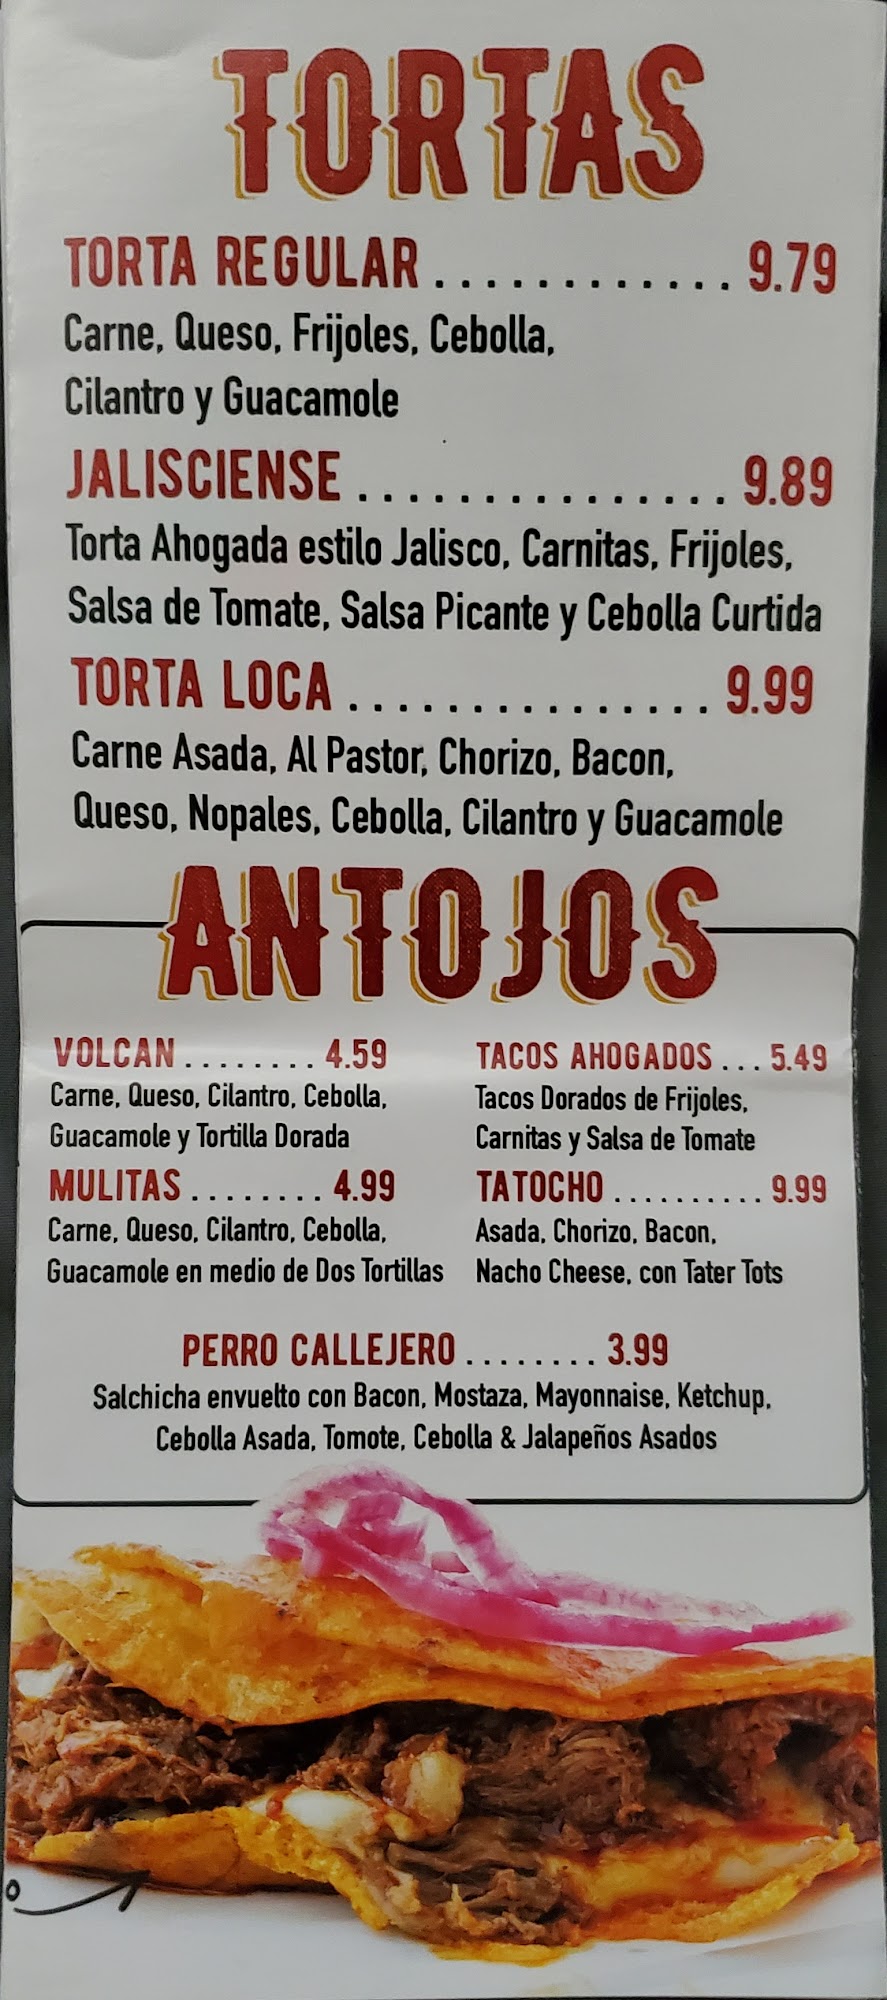 TORTAS
TORTA REGULAR ............ 9.79
Carne, Queso, Frijoles, Cebolla,
Cilantro y Guacamole
JALISCIENSE ............... 9.89
Torta Ahogada estilo Jalisco, Carnitas, Frijoles,
Salsa de Tomate, Salsa Picante y Cebolla Curtida
TORTA LOCA ............... 9.99
Carne Asada, Al Pastor, Chorizo, Bacon,
Queso, Nopales, Cebolla, Cilantro y Guacamole
ANTOJOS
VOLCAN ........ 4.59
Carne, Queso, Cilantro, Cebolla,
Guacamole y Tortilla Dorada
MULITAS ........ 4.99
Carne, Queso, Cilantro, Cebolla,
Guacamole en medio de Dos Tortillas
TACOS AHOGADOS ... 5.49
Tacos Dorados de Frijoles,
Carnitas y Salsa de Tomate
TATOCHO .......... 9.99
Asada, Chorizo, Bacon,
Nacho Cheese, con Tater Tots
PERRO CALLEJERO ........ 3.99
Salchicha envuelto con Bacon, Mostaza, Mayonnaise, Ketchup,
Cebolla Asada, Tomote, Cebolla & Jalapeños Asados